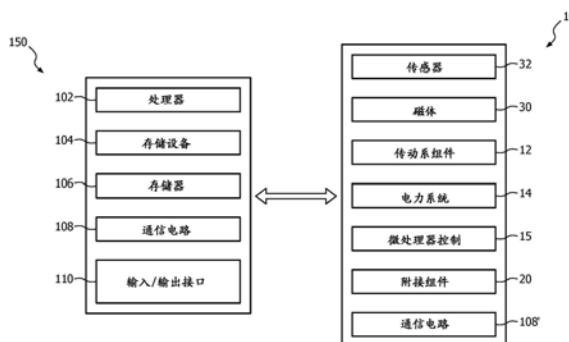 150
102
处理器
104
存储设备
106
存储器
108
通信电路
110
输入/输出接口
1
传感器
32
磁体
30
传动系组件
12
电力系统
14
微处理器控制
15
附接组件
20
通信电路
108'